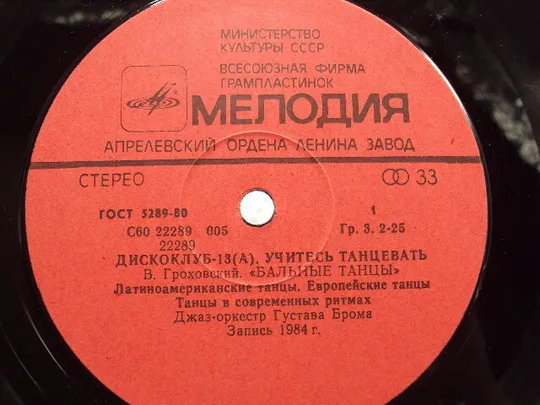 МИНИСТЕРСТВО
КУЛЬТУРЫ СССР
ВСЕСОЮЗНАЯ ФИРМА
ГРАМПЛАСТИНОК
МЕЛОДИЯ
АПРЕЛЕВСКИЙ ОРДЕНА ЛЕНИНА ЗАВОД
СТЕРЕО 33
ГОСТ 5289-80 1
С60 22289 005 Гр. 3. 2-25
22289
ДИСКОКЛУБ-13(А). УЧИТЕСЬ ТАНЦЕВАТЬ
В. Гроховский. «БАЛЬНЫЕ ТАНЦЫ»
Латиноамериканские танцы. Европейские танцы
Танцы в современных ритмах
Джаз-оркестр Густава Брома
Запись 1984 г.